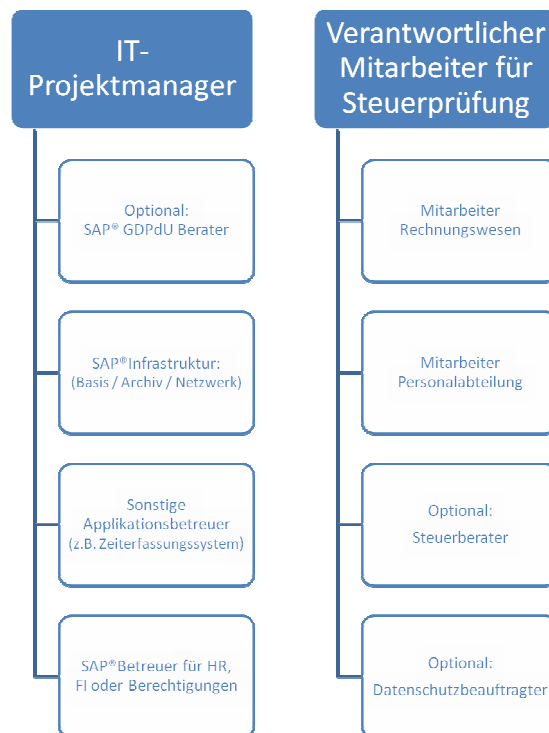 IT-
Projektmanager
Optional:
SAP® GDPdU Berater
SAP®Infrastruktur:
(Basis / Archiv / Netzwerk)
Sonstige
Applikationsbetreuer
(z.B. Zeiterfassungssystem)
SAP®Betreuer für HR,
FI oder Berechtigungen
Verantwortlicher
Mitarbeiter für
Steuerprüfung
Mitarbeiter
Rechnungswesen
Mitarbeiter
Personalabteilung
Optional:
Steuerberater
Optional:
Datenschutzbeauftragter